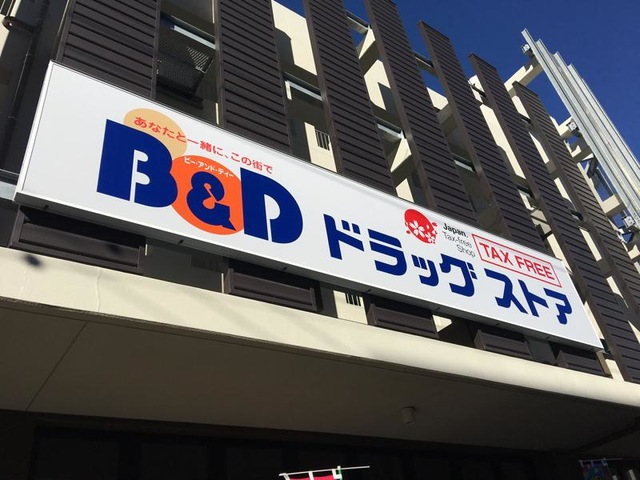 あなたと一緒に、この街で
ビー・アンド・ディー
B&D ドラッグストア
Japan.
Tax-free
Shop
TAX FREE